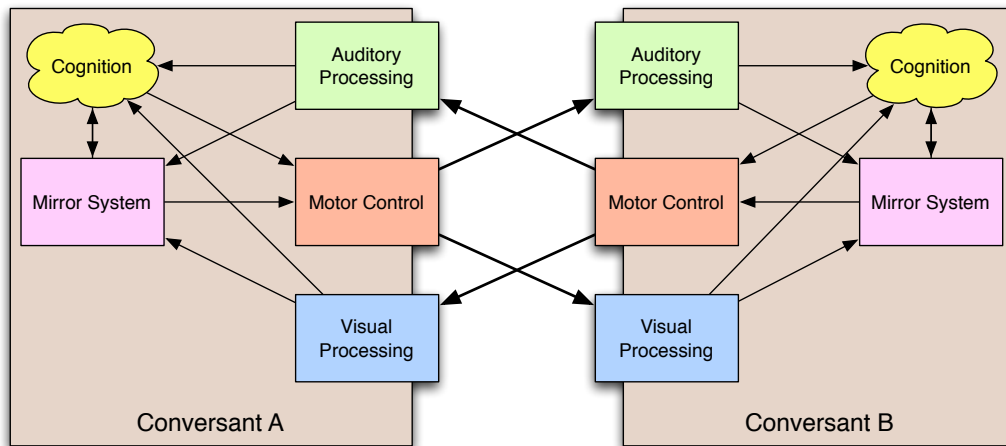 Cognition
Auditory
Processing
Mirror System
Motor Control
Visual
Processing
Conversant A
Auditory
Processing
Cognition
Motor Control
Mirror System
Visual
Processing
Conversant B